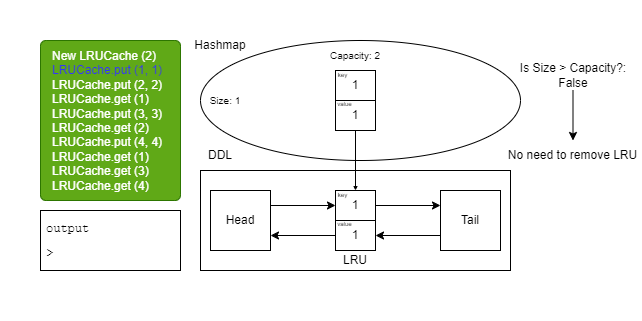 New LRUCache (2)
LRUCache.put (1, 1)
LRUCache.put (2, 2)
LRUCache.get (1)
LRUCache.put (3, 3)
LRUCache.get (2)
LRUCache.put (4, 4)
LRUCache.get (1)
LRUCache.get (3)
LRUCache.get (4)
output
>
Hashmap
Capacity: 2
Size: 1
key
1
value
1
DDL
Head
key
1
value
1
LRU
Tail
Is Size > Capacity?:
False
No need to remove LRU